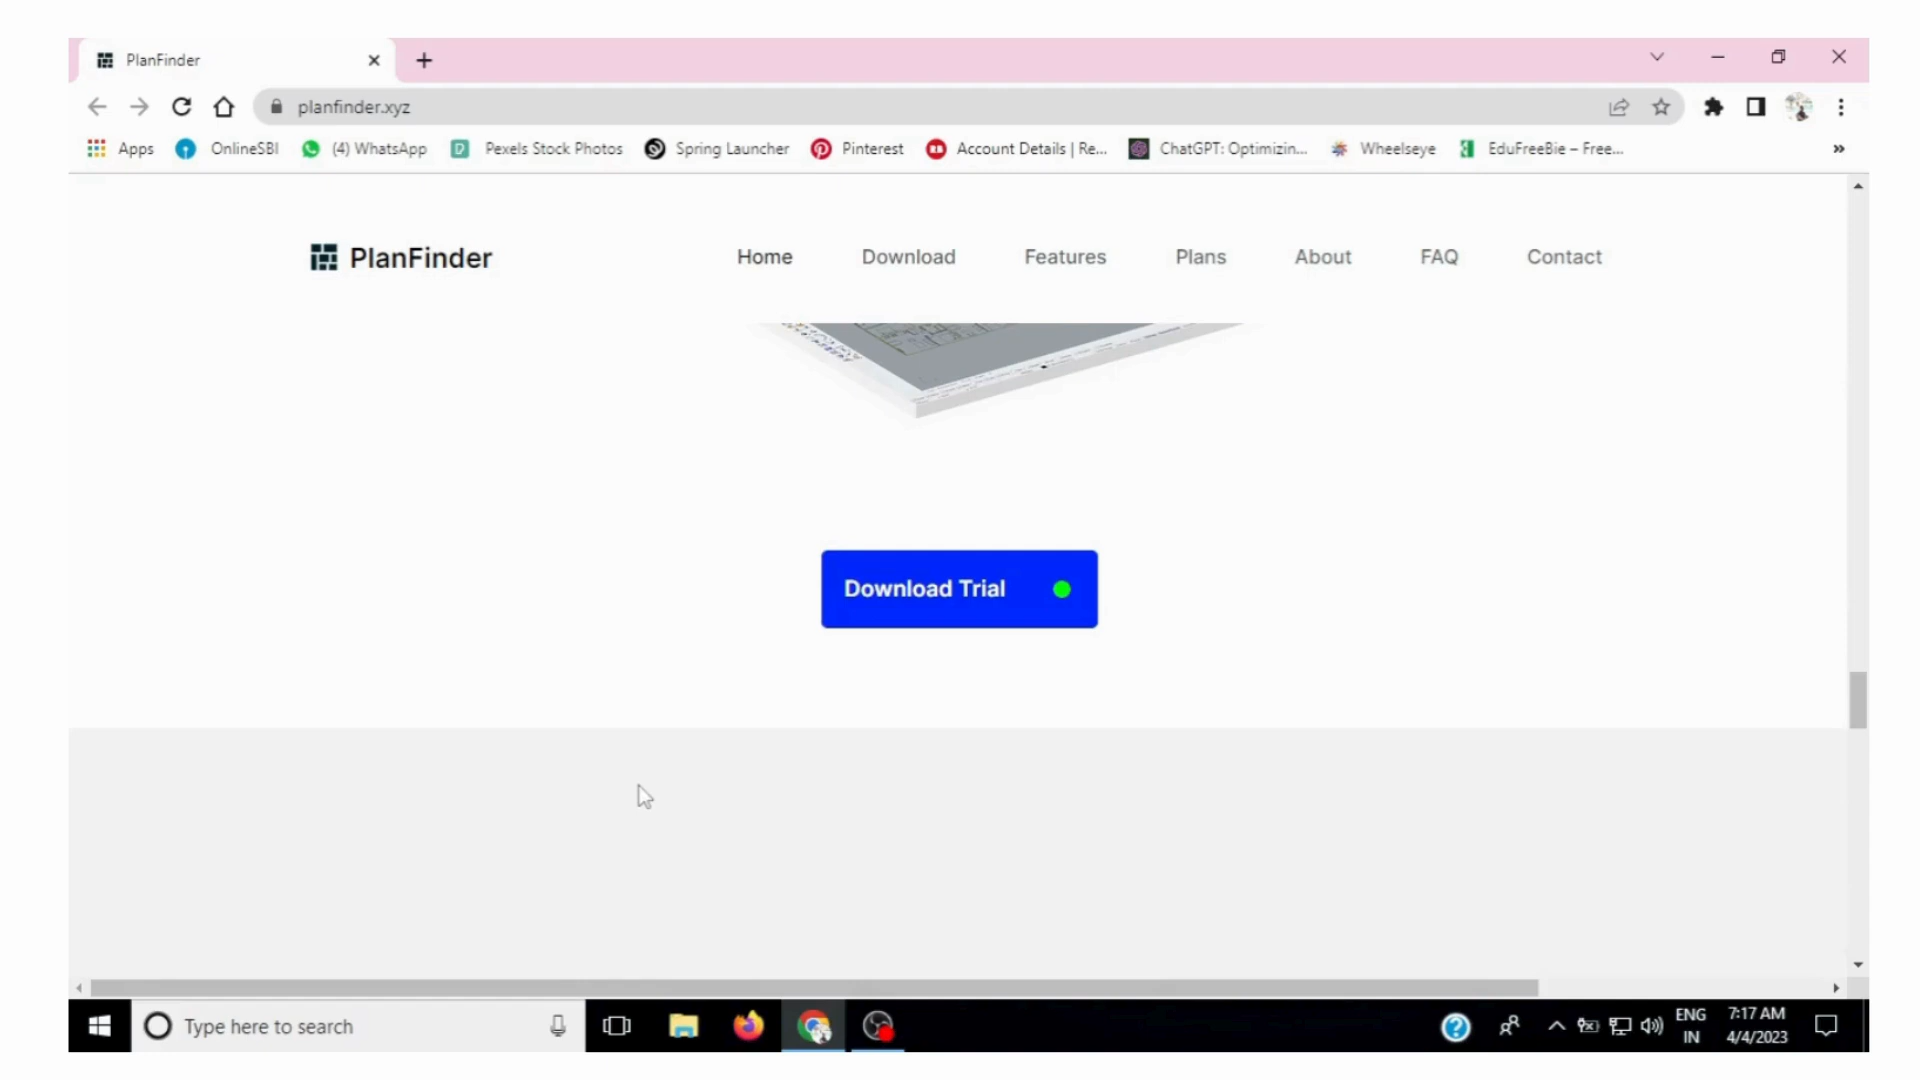 PlanFinder
planfinder.xyz
Apps OnlineSBI (4) WhatsApp Pexels Stock Photos Spring Launcher Pinterest Account Details | Re... ChatGPT: Optimizin... Wheelseye EduFreeBie – Free... »
PlanFinder Home Download Features Plans About FAQ Contact
Download Trial
Type here to search
ENG 7:17 AM
IN 4/4/2023